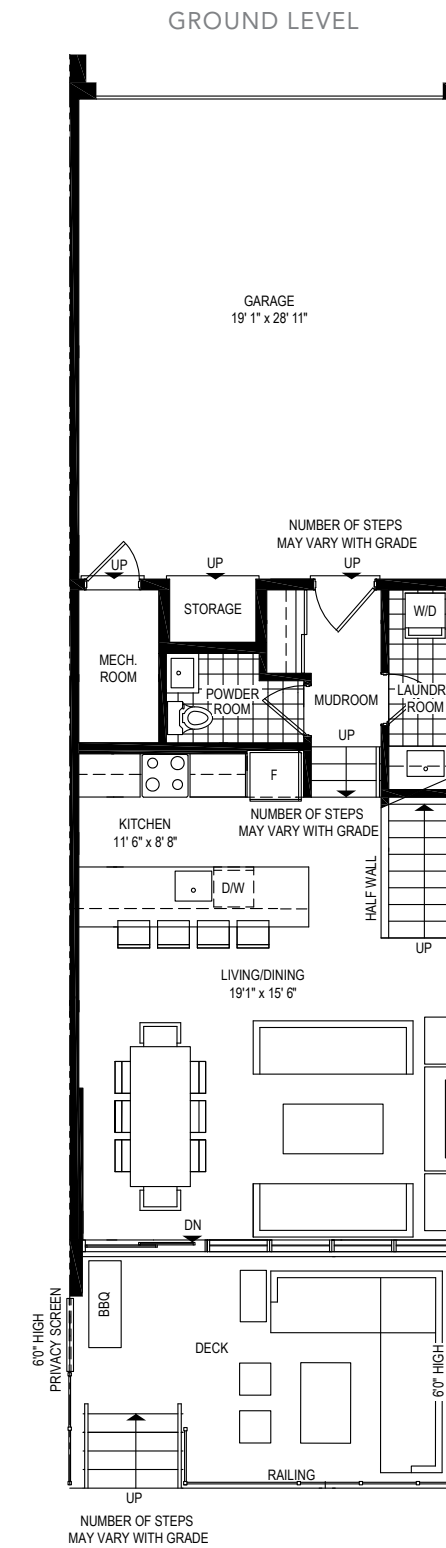 GROUND LEVEL
GARAGE
19' 1" x 28' 11"
NUMBER OF STEPS
MAY VARY WITH GRADE
UP
UP
UP
STORAGE
W/D
MECH.
ROOM
POWDER
ROOM
MUDROOM
LAUNDR
ROOM
UP
F
KITCHEN
11' 6" x 8' 8"
NUMBER OF STEPS
MAY VARY WITH GRADE
D/W
HALF WALL
UP
LIVING/DINING
19'1" x 15' 6"
DN
BBQ
6'0" HIGH
PRIVACY SCREEN
DECK
6'0" HIGH
RAILING
UP
NUMBER OF STEPS
MAY VARY WITH GRADE